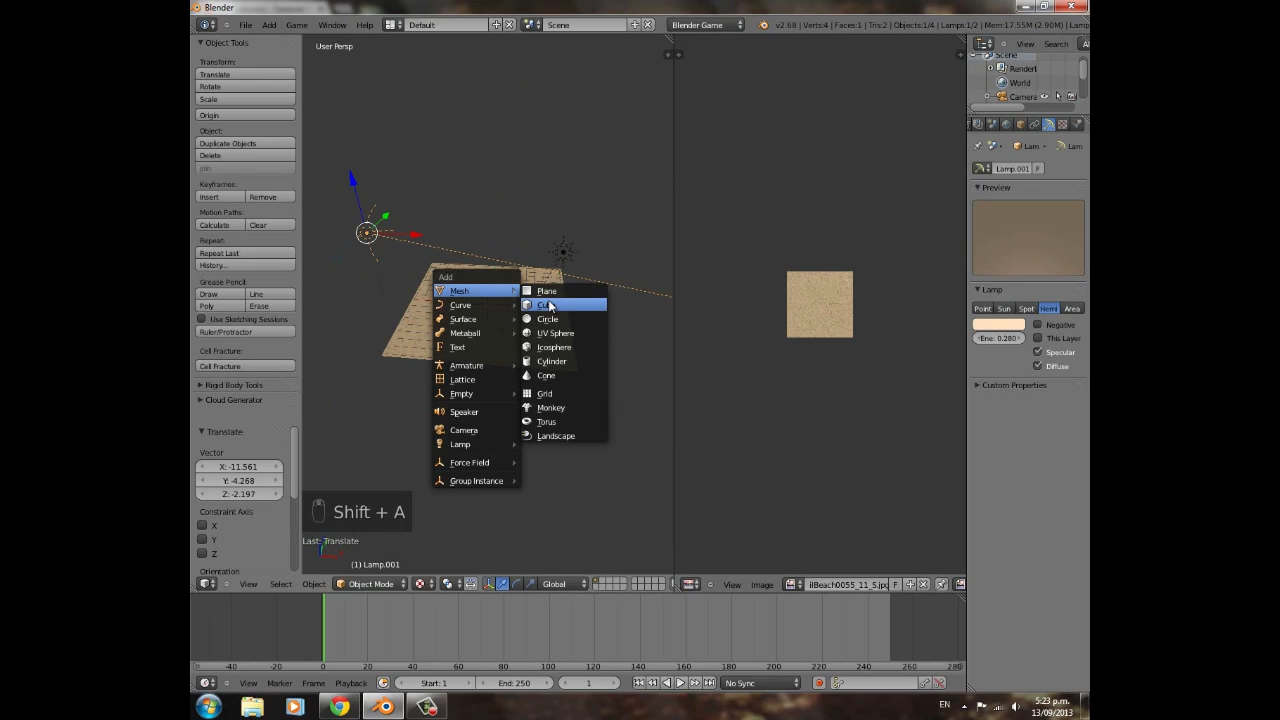 Blender
File Add Game Window Help
Default
Scene
Blender Game
v2.68 | Verts:4 | Faces:1 | Tris:2 | Objects:1/4 | Lamps:1/2 | Mem:17.55M (2.90M) | Lamp
Object Tools
Transform:
Translate
Rotate
Scale
Origin
Object:
Duplicate Objects
Delete
Join
Keyframes:
Insert Remove
Motion Paths:
Calculate Clear
Repeat:
Repeat Last
History...
Grease Pencil:
Draw Line
Poly Erase
Use Sketching Sessions
Ruler/Protractor
Cell Fracture:
Cell Fracture
Rigid Body Tools
Cloud Generator
Translate
Vector
X: -11.561
Y: -4.268
Z: -2.197
Constraint Axis
X
Y
Z
Orientation
User Persp
Add
Mesh
Curve
Surface
Metaball
Text
Armature
Lattice
Empty
Speaker
Camera
Lamp
Force Field
Group Instance
Plane
Circle
UV Sphere
Icosphere
Cylinder
Cone
Grid
Monkey
Torus
Landscape
Shift + A
Last: Translate
(1) Lamp.001
View Select Object
Object Mode
Global
View Image
ilBeach0055_11_S.jpg
F
View Search
Scene
Rendert
World
Camera
Lam Lam
Lamp.001 F
Preview
Lamp
Point Sun Spot Hemi Area
Negative
Ene: 0.280
This Layer
Specular
Diffuse
Custom Properties
-40 -20 0 20 40 60 80 100 120 140 160 180 200 220 240 260 280
View Marker Frame Playback
Start: 1
End: 250
1
No Sync
EN
5:23 p.m.
13/09/2013